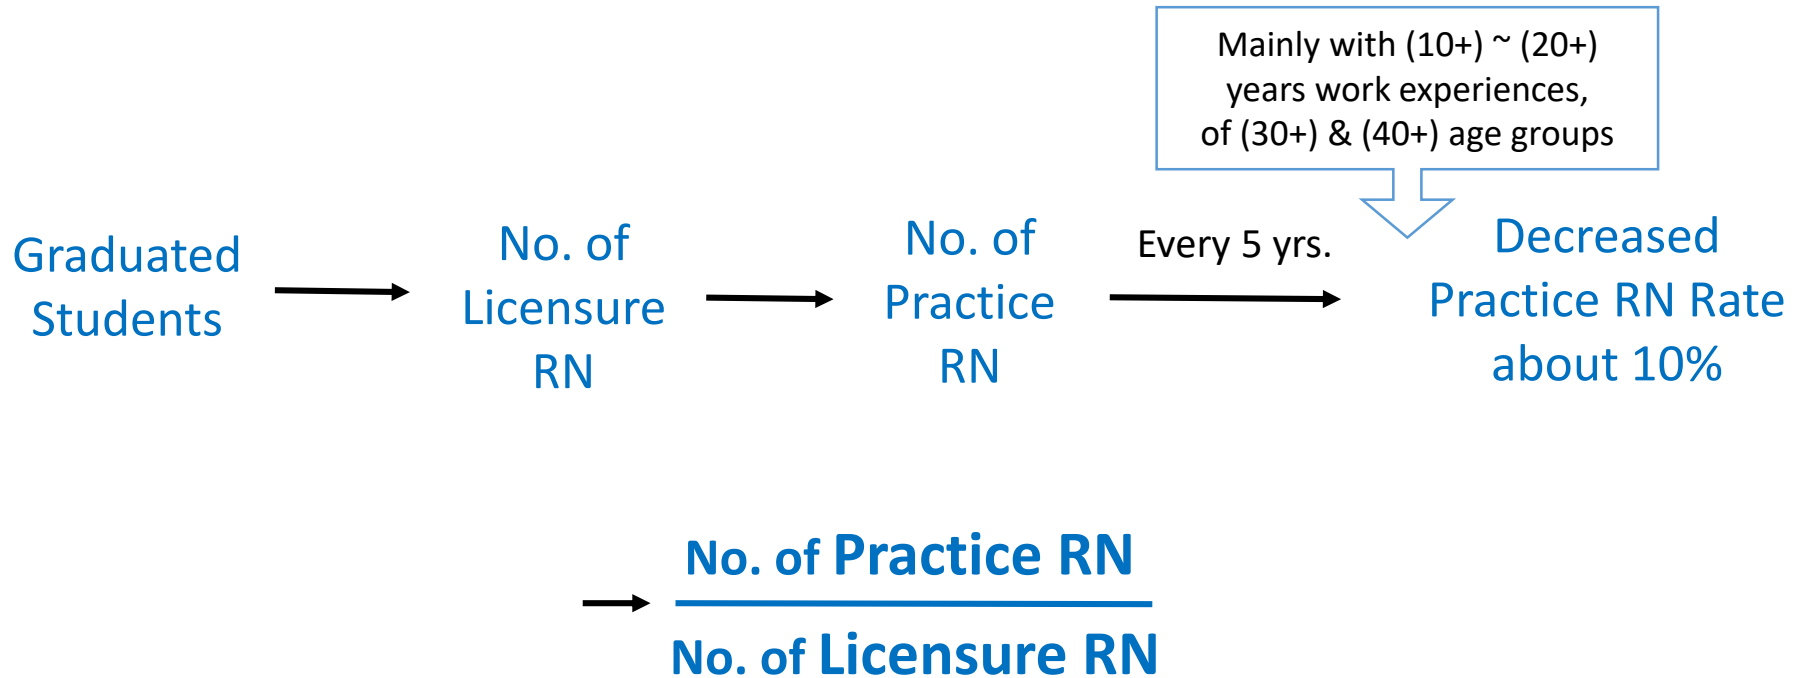 Mainly with (10+) ~ (20+)
years work experiences,
of (30+) & (40+) age groups
Graduated
Students
No. of
Licensure
RN
No. of
Practice
RN
Every 5 yrs.
Decreased
Practice RN Rate
about 10%
No. of Practice RN
No. of Licensure RN